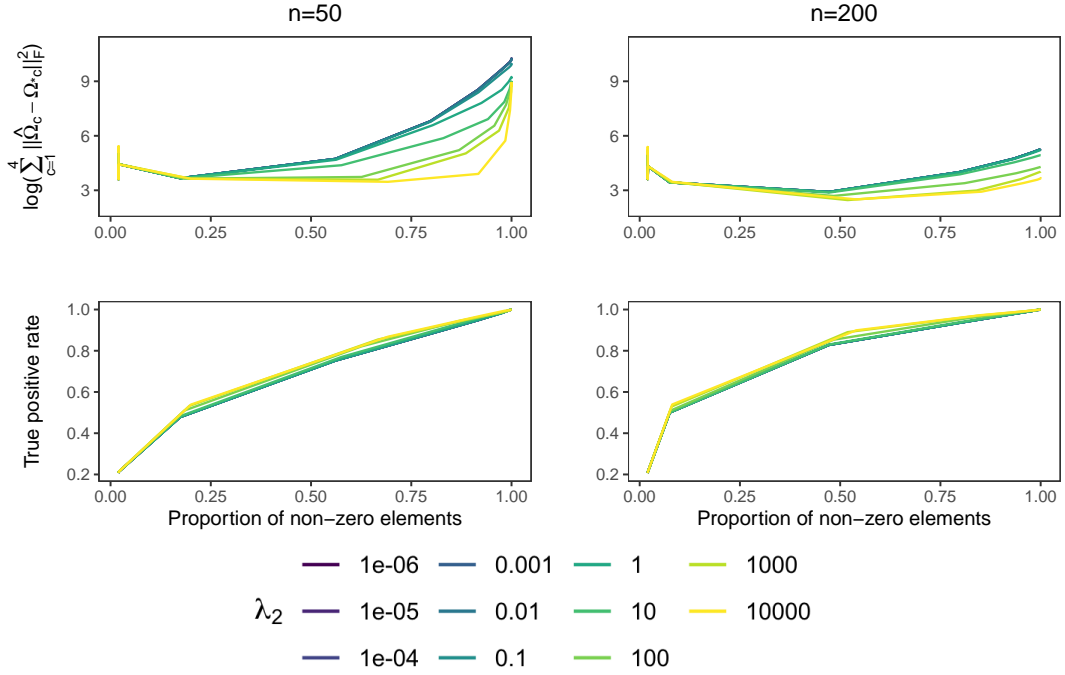 n=50
n=200
log(∑⁴c=1 ||Ω̂c − Ω*c||²F)
9
6
3
0.00 0.25 0.50 0.75 1.00
9
6
3
0.00 0.25 0.50 0.75 1.00
True positive rate
1.0
0.8
0.6
0.4
0.2
0.00 0.25 0.50 0.75 1.00
Proportion of non−zero elements
1.0
0.8
0.6
0.4
0.2
0.00 0.25 0.50 0.75 1.00
Proportion of non−zero elements
λ2
1e-06 0.001 1 1000
1e-05 0.01 10 10000
1e-04 0.1 100